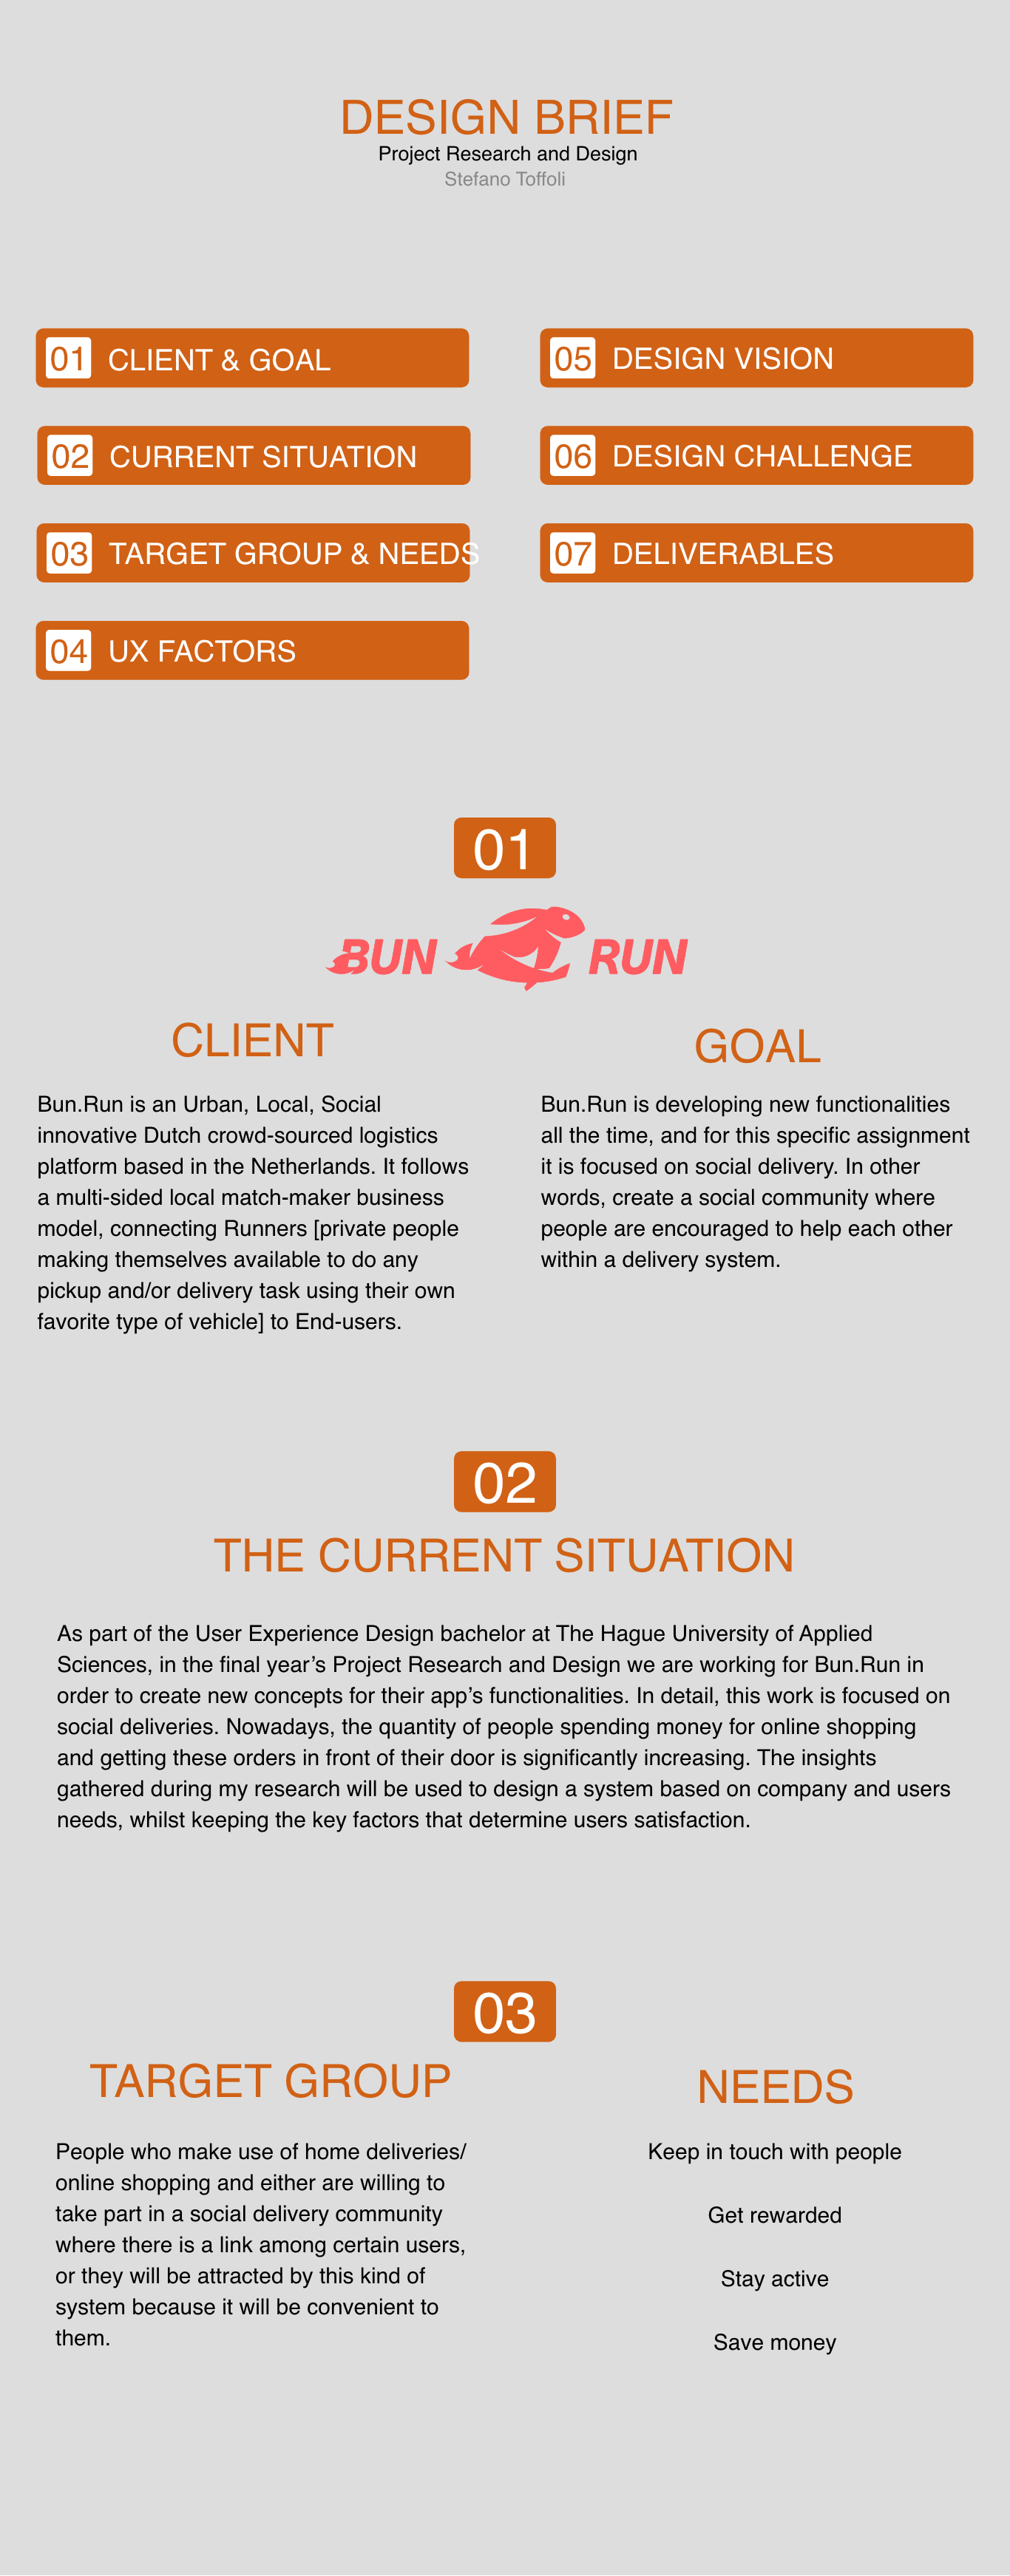 DESIGN BRIEF
Project Research and Design
Stefano Toffoli
01 CLIENT & GOAL
02 CURRENT SITUATION
03 TARGET GROUP & NEEDS
04 UX FACTORS
05 DESIGN VISION
06 DESIGN CHALLENGE
07 DELIVERABLES
01
BUN RUN
CLIENT
Bun.Run is an Urban, Local, Social
innovative Dutch crowd-sourced logistics
platform based in the Netherlands. It follows
a multi-sided local match-maker business
model, connecting Runners [private people
making themselves available to do any
pickup and/or delivery task using their own
favorite type of vehicle] to End-users.
GOAL
Bun.Run is developing new functionalities
all the time, and for this specific assignment
it is focused on social delivery. In other
words, create a social community where
people are encouraged to help each other
within a delivery system.
02
THE CURRENT SITUATION
As part of the User Experience Design bachelor at The Hague University of Applied
Sciences, in the final year’s Project Research and Design we are working for Bun.Run in
order to create new concepts for their app’s functionalities. In detail, this work is focused on
social deliveries. Nowadays, the quantity of people spending money for online shopping
and getting these orders in front of their door is significantly increasing. The insights
gathered during my research will be used to design a system based on company and users
needs, whilst keeping the key factors that determine users satisfaction.
03
TARGET GROUP
People who make use of home deliveries/
online shopping and either are willing to
take part in a social delivery community
where there is a link among certain users,
or they will be attracted by this kind of
system because it will be convenient to
them.
NEEDS
Keep in touch with people
Get rewarded
Stay active
Save money